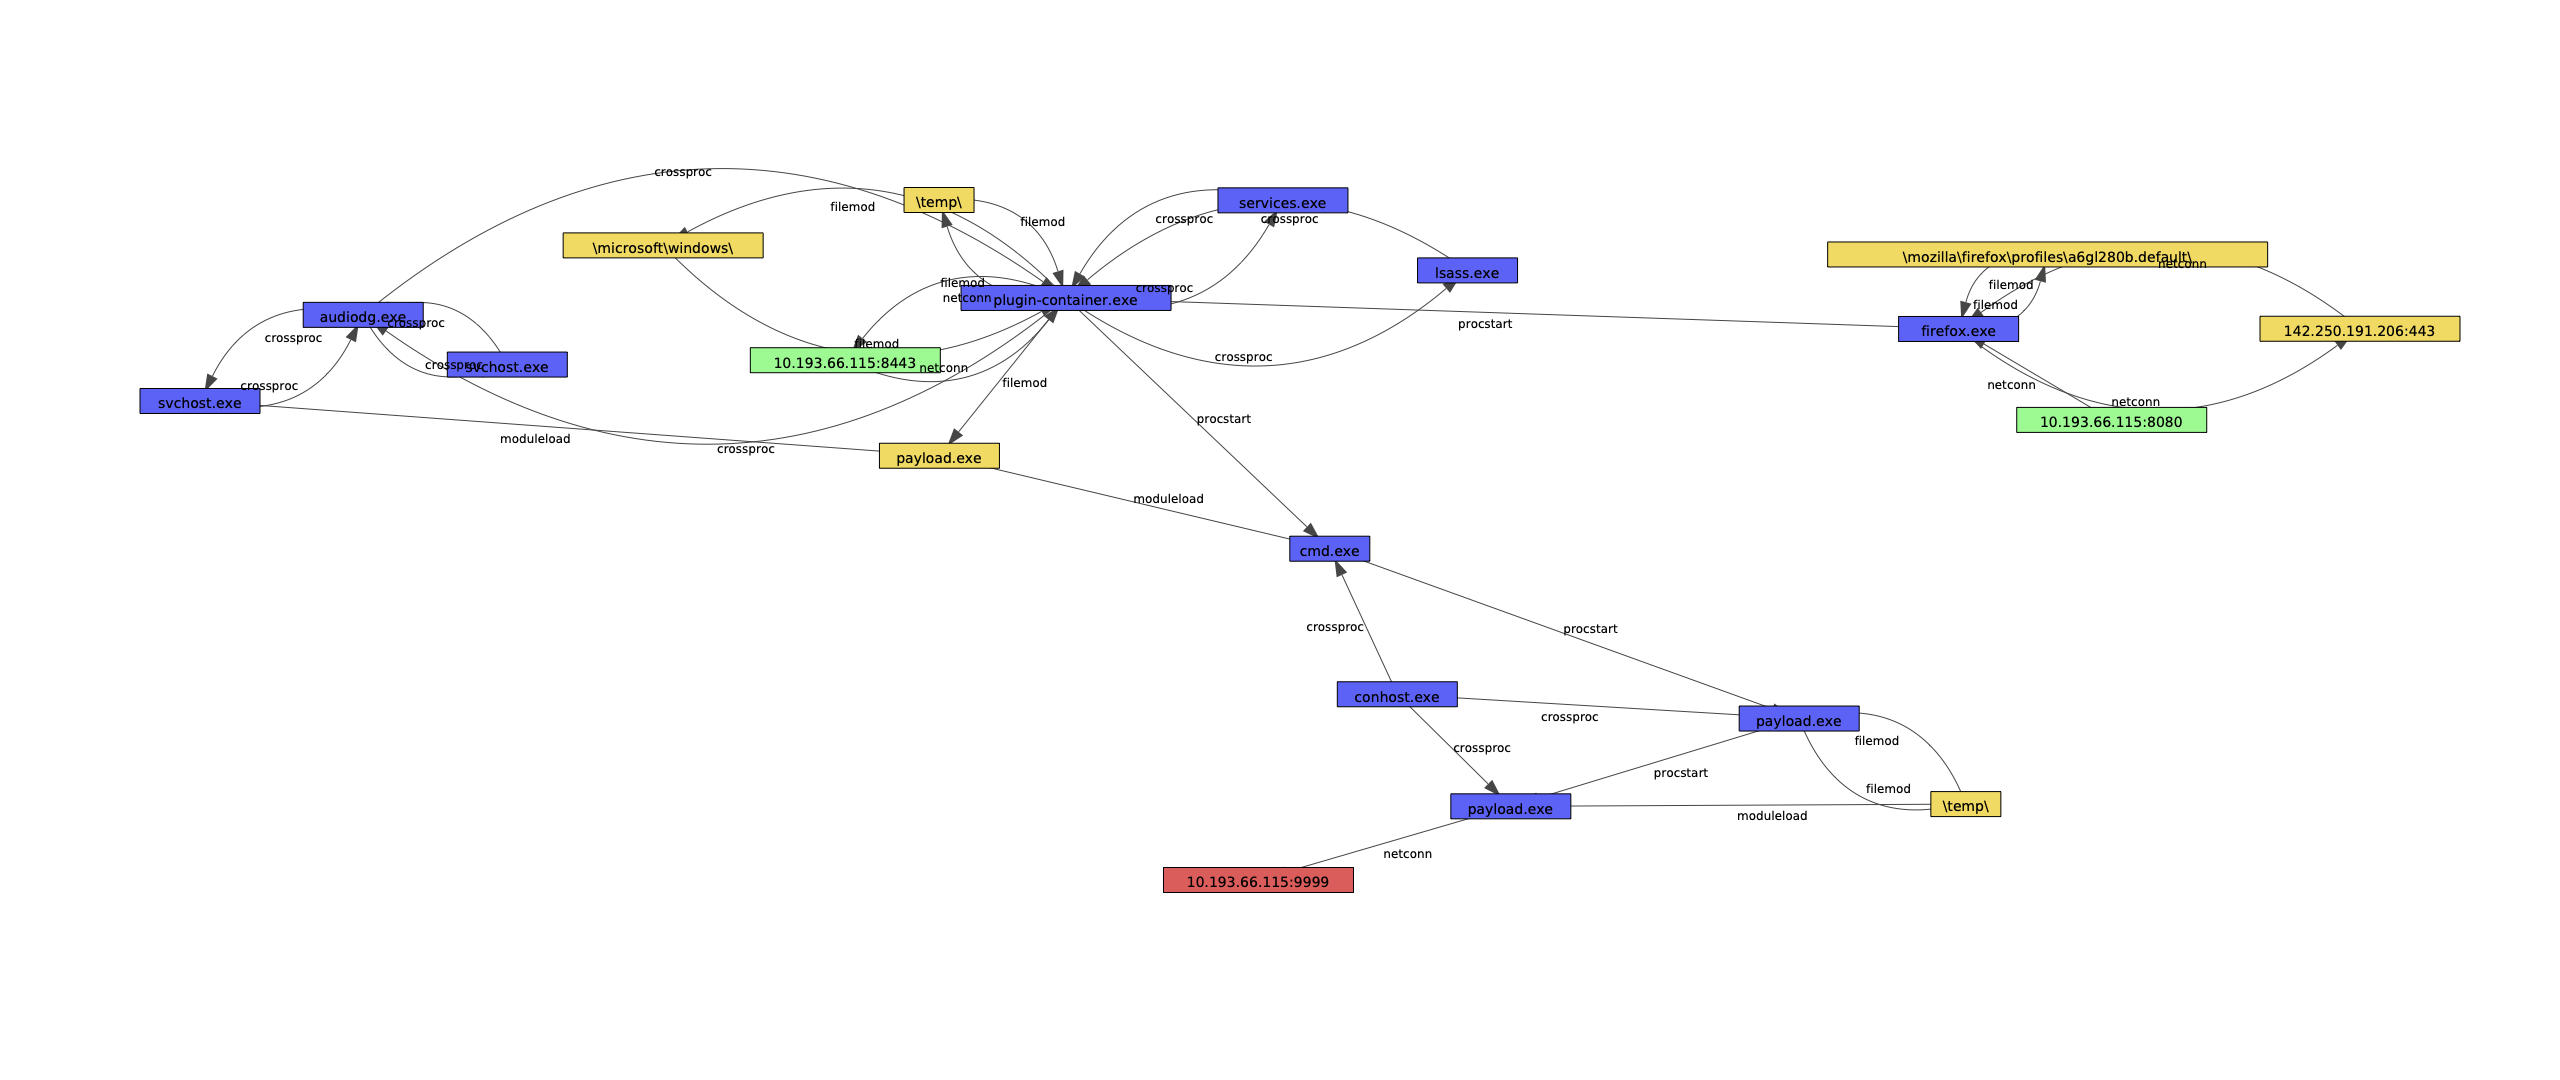 crossproc
\temp\
services.exe
filemod
filemod
crossproc
crossproc
\microsoft\windows\
\mozilla\firefox\profiles\a6gl280b.default\
netconn
lsass.exe
filemod
crossproc
filemod
netconn
plugin-container.exe
filemod
audiodg.exe
crossproc
procstart
firefox.exe
142.250.191.206:443
crossproc
filemod
crossproc
10.193.66.115:8443
crossproc
svchost.exe
netconn
crossproc
filemod
netconn
svchost.exe
netconn
procstart
10.193.66.115:8080
moduleload
crossproc
payload.exe
moduleload
cmd.exe
crossproc
procstart
conhost.exe
crossproc
payload.exe
filemod
crossproc
procstart
filemod
payload.exe
\temp\
moduleload
netconn
10.193.66.115:9999